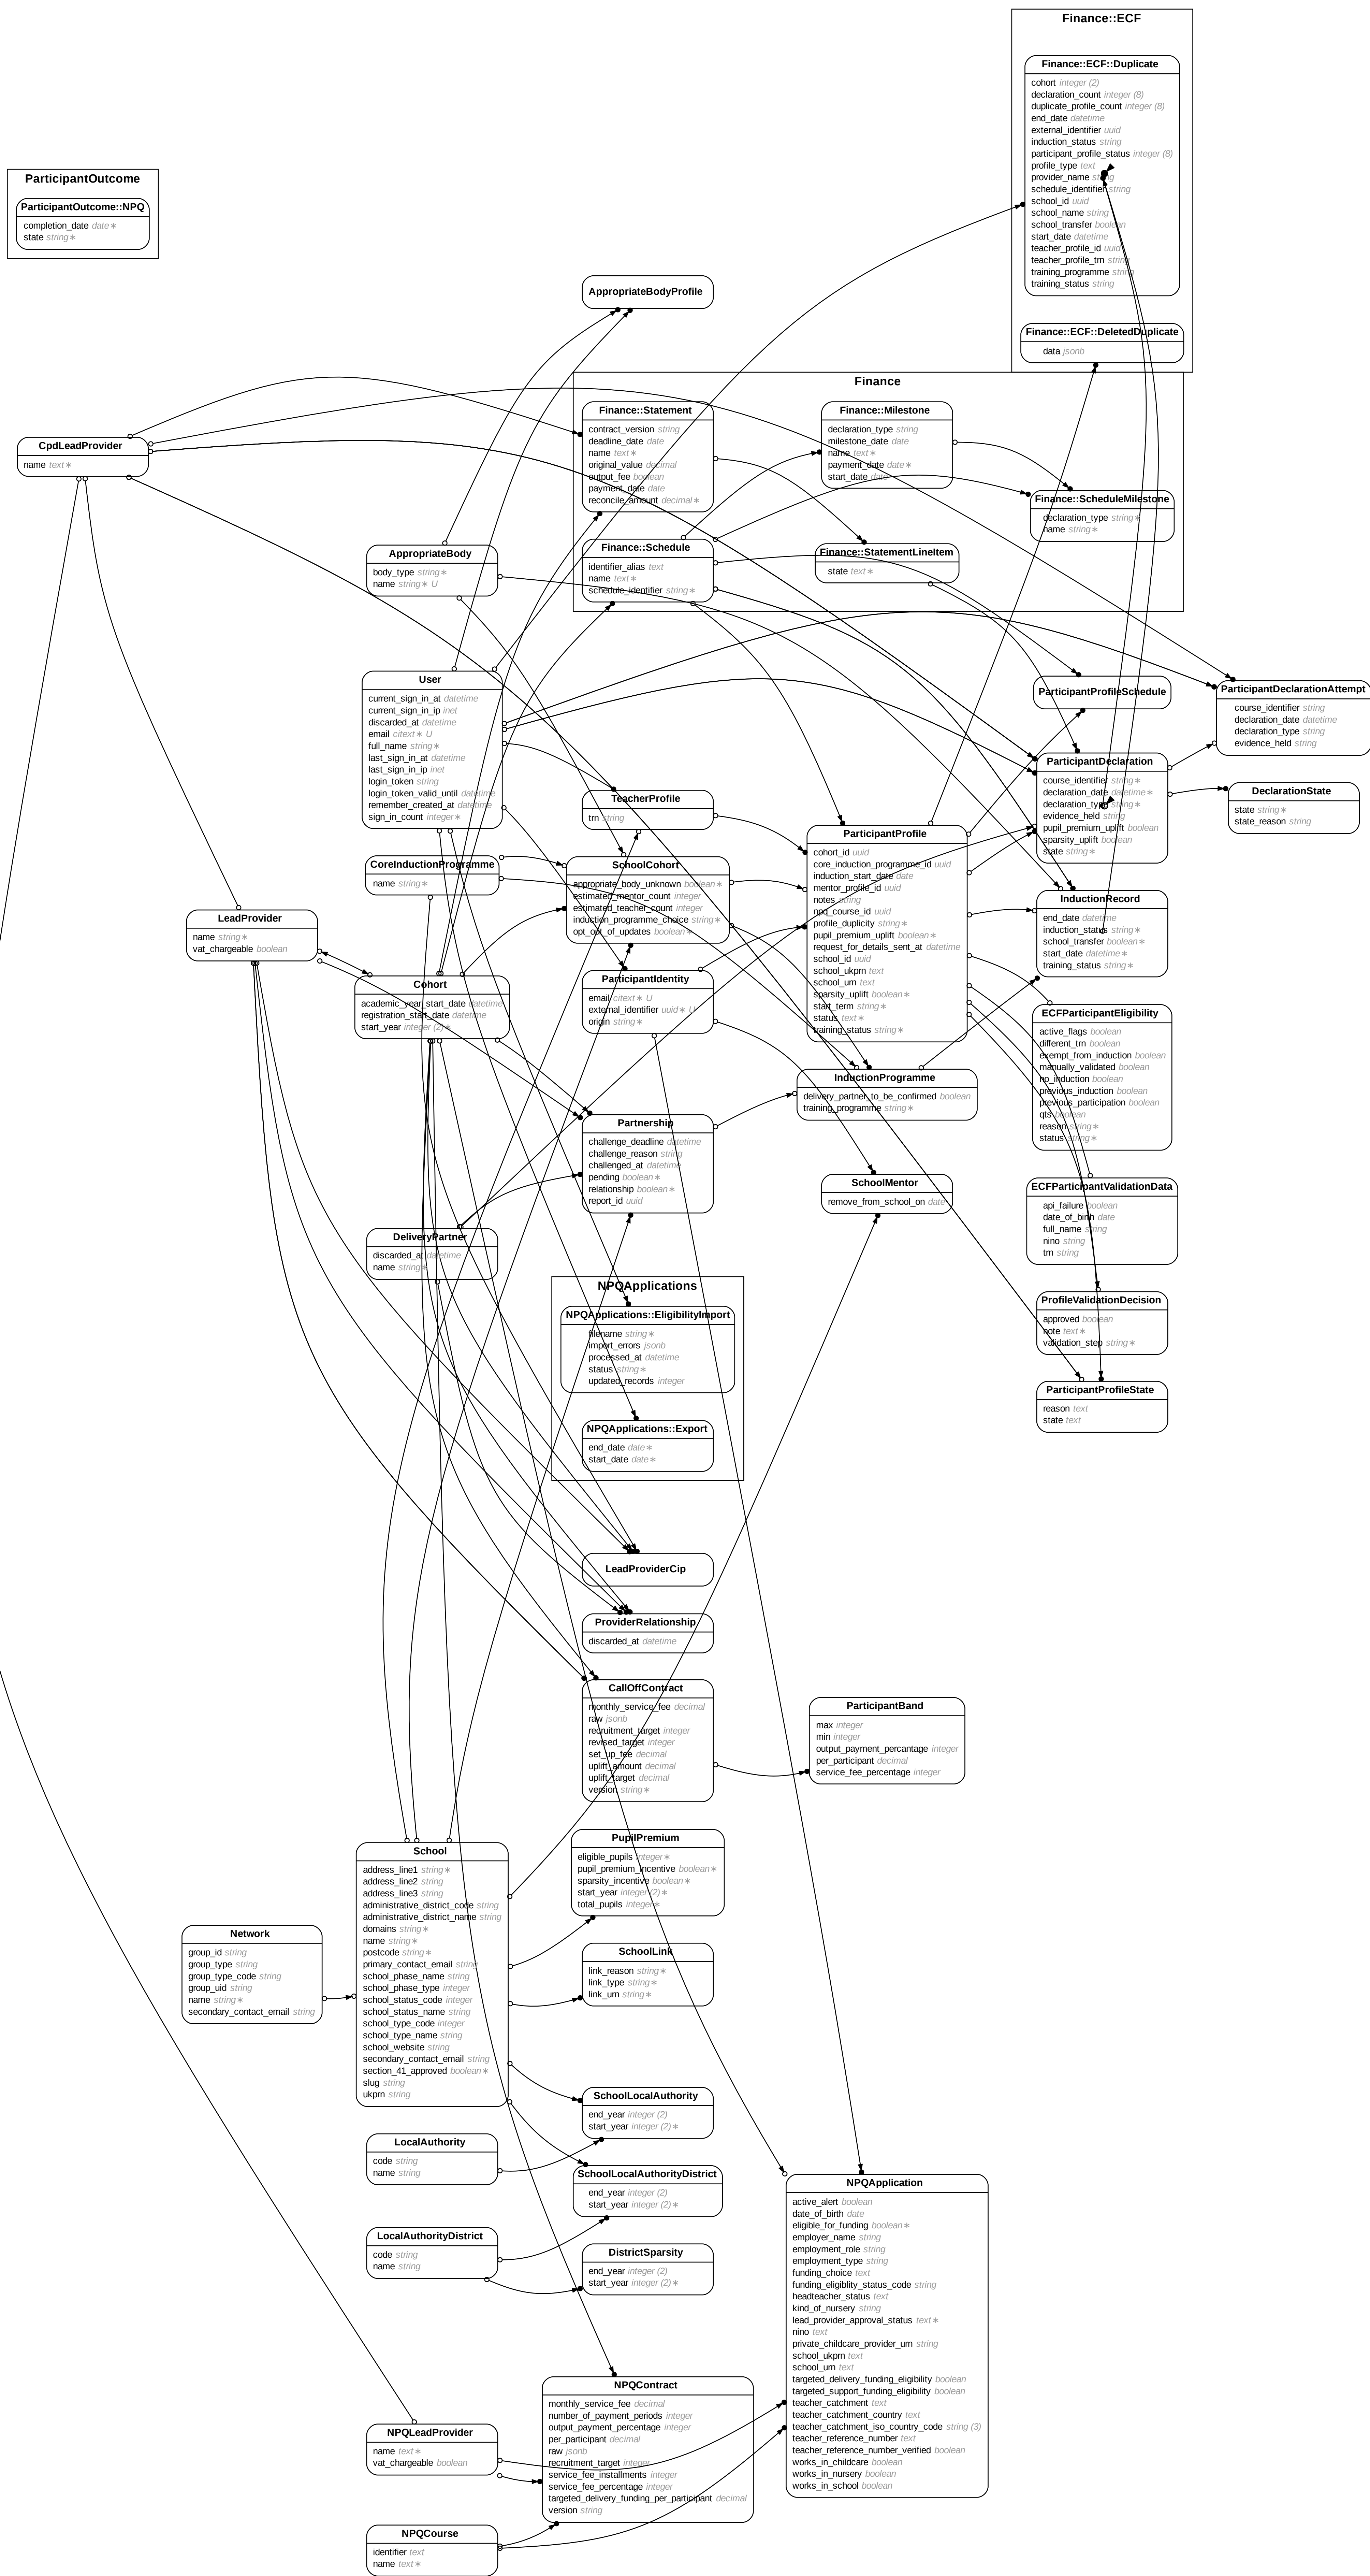 Finance::ECF
Finance::ECF::Duplicate
cohort integer (2)
declaration_count integer (8)
duplicate_profile_count integer (8)
end_date datetime
external_identifier uuid
induction_status string
participant_profile_status integer (8)
profile_type text
provider_name string
schedule_identifier string
school_id uuid
school_name string
school_transfer boolean
start_date datetime
teacher_profile_id uuid
teacher_profile_trn string
training_programme string
training_status string
Finance::ECF::DeletedDuplicate
data jsonb
ParticipantOutcome
ParticipantOutcome::NPQ
completion_date date∗
state string∗
AppropriateBodyProfile
Finance
Finance::Statement
contract_version string
deadline_date date
name text∗
original_value decimal
output_fee boolean
payment_date date
reconcile_amount decimal∗
Finance::Milestone
declaration_type string
milestone_date date
name text∗
payment_date date∗
start_date date
Finance::ScheduleMilestone
declaration_type string∗
name string∗
Finance::Schedule
identifier_alias text
name text∗
schedule_identifier string∗
Finance::StatementLineItem
state text∗
CpdLeadProvider
name text∗
AppropriateBody
body_type string∗
name string∗ U
User
current_sign_in_at datetime
current_sign_in_ip inet
discarded_at datetime
email citext∗ U
full_name string∗
last_sign_in_at datetime
last_sign_in_ip inet
login_token string
login_token_valid_until datetime
remember_created_at datetime
sign_in_count integer∗
ParticipantProfileSchedule
ParticipantDeclarationAttempt
course_identifier string
declaration_date datetime
declaration_type string
evidence_held string
ParticipantDeclaration
course_identifier string∗
declaration_date datetime∗
declaration_type string∗
evidence_held string
pupil_premium_uplift boolean
sparsity_uplift boolean
state string∗
DeclarationState
state string∗
state_reason string
TeacherProfile
trn string
ParticipantProfile
cohort_id uuid
core_induction_programme_id uuid
induction_start_date date
mentor_profile_id uuid
notes string
npq_course_id uuid
profile_duplicity string∗
pupil_premium_uplift boolean∗
request_for_details_sent_at datetime
school_id uuid
school_ukprn text
school_urn text
sparsity_uplift boolean∗
start_term string∗
status text∗
training_status string∗
CoreInductionProgramme
name string∗
SchoolCohort
appropriate_body_unknown boolean∗
estimated_mentor_count integer
estimated_teacher_count integer
induction_programme_choice string∗
opt_out_of_updates boolean∗
InductionRecord
end_date datetime
induction_status string∗
school_transfer boolean∗
start_date datetime∗
training_status string∗
LeadProvider
name string∗
vat_chargeable boolean
Cohort
academic_year_start_date datetime
registration_start_date datetime
start_year integer (2)∗
ParticipantIdentity
email citext∗ U
external_identifier uuid∗ U
origin string∗
ECFParticipantEligibility
active_flags boolean
different_trn boolean
exempt_from_induction boolean
manually_validated boolean
no_induction boolean
previous_induction boolean
previous_participation boolean
qts boolean
reason string∗
status string∗
InductionProgramme
delivery_partner_to_be_confirmed boolean
training_programme string∗
Partnership
challenge_deadline datetime
challenge_reason string
challenged_at datetime
pending boolean∗
relationship boolean∗
report_id uuid
SchoolMentor
remove_from_school_on date
ECFParticipantValidationData
api_failure boolean
date_of_birth date
full_name string
nino string
trn string
DeliveryPartner
discarded_at datetime
name string∗
NPQApplications
NPQApplications::EligibilityImport
filename string∗
import_errors jsonb
processed_at datetime
status string∗
updated_records integer
NPQApplications::Export
end_date date∗
start_date date∗
ProfileValidationDecision
approved boolean
note text∗
validation_step string∗
ParticipantProfileState
reason text
state text
LeadProviderCip
ProviderRelationship
discarded_at datetime
CallOffContract
monthly_service_fee decimal
raw jsonb
recruitment_target integer
revised_target integer
set_up_fee decimal
uplift_amount decimal
uplift_target decimal
version string∗
ParticipantBand
max integer
min integer
output_payment_percantage integer
per_participant decimal
service_fee_percentage integer
School
address_line1 string∗
address_line2 string
address_line3 string
administrative_district_code string
administrative_district_name string
domains string∗
name string∗
postcode string∗
primary_contact_email string
school_phase_name string
school_phase_type integer
school_status_code integer
school_status_name string
school_type_code integer
school_type_name string
school_website string
secondary_contact_email string
section_41_approved boolean∗
slug string
ukprn string
PupilPremium
eligible_pupils integer∗
pupil_premium_incentive boolean∗
sparsity_incentive boolean∗
start_year integer (2)∗
total_pupils integer∗
Network
group_id string
group_type string
group_type_code string
group_uid string
name string∗
secondary_contact_email string
SchoolLink
link_reason string∗
link_type string∗
link_urn string∗
SchoolLocalAuthority
end_year integer (2)
start_year integer (2)∗
LocalAuthority
code string
name string
SchoolLocalAuthorityDistrict
end_year integer (2)
start_year integer (2)∗
LocalAuthorityDistrict
code string
name string
DistrictSparsity
end_year integer (2)
start_year integer (2)∗
NPQApplication
active_alert boolean
date_of_birth date
eligible_for_funding boolean∗
employer_name string
employment_role string
employment_type string
funding_choice text
funding_eligiblity_status_code string
headteacher_status text
kind_of_nursery string
lead_provider_approval_status text∗
nino text
private_childcare_provider_urn string
school_ukprn text
school_urn text
targeted_delivery_funding_eligibility boolean
targeted_support_funding_eligibility boolean
teacher_catchment text
teacher_catchment_country text
teacher_catchment_iso_country_code string (3)
teacher_reference_number text
teacher_reference_number_verified boolean
works_in_childcare boolean
works_in_nursery boolean
works_in_school boolean
NPQContract
monthly_service_fee decimal
number_of_payment_periods integer
output_payment_percentage integer
per_participant decimal
raw jsonb
recruitment_target integer
service_fee_installments integer
service_fee_percentage integer
targeted_delivery_funding_per_participant decimal
version string
NPQLeadProvider
name text∗
vat_chargeable boolean
NPQCourse
identifier text
name text∗